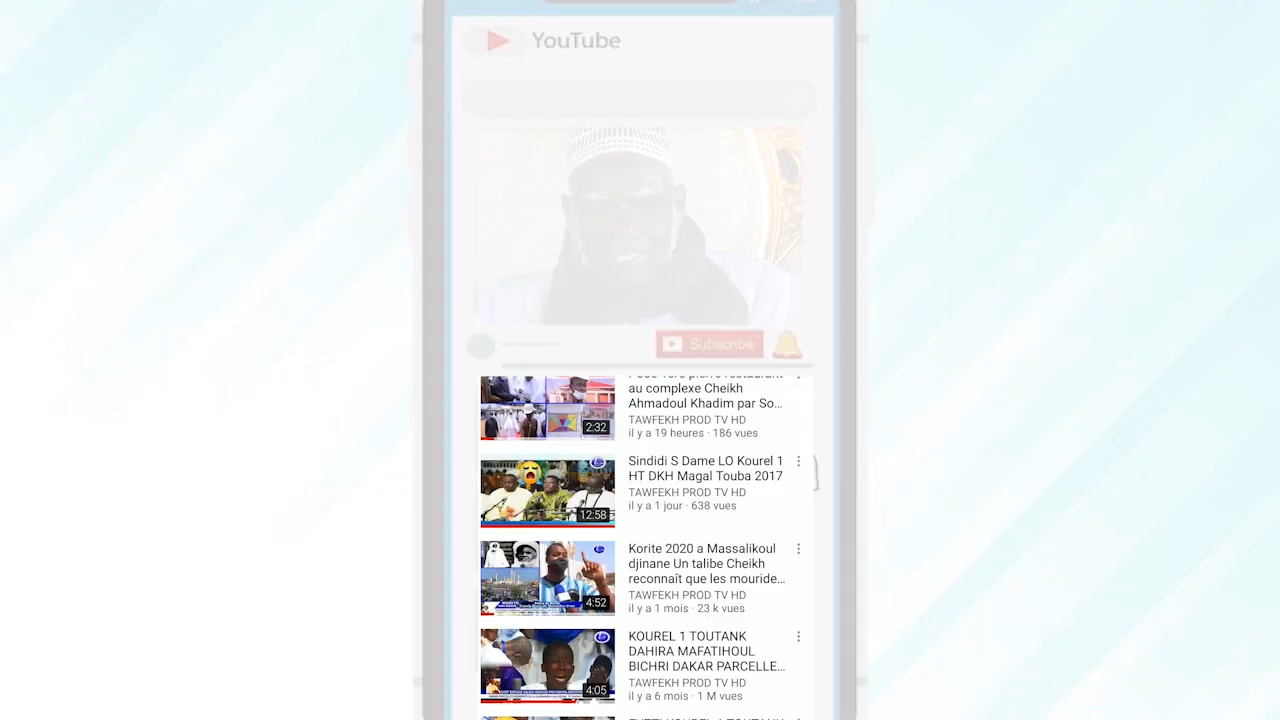 YouTube
Subscribe
au complexe Cheikh
Ahmadoul Khadim par So...
TAWFEKH PROD TV HD
il y a 19 heures · 186 vues
2:32
Sindidi S Dame LO Kourel 1
HT DKH Magal Touba 2017
TAWFEKH PROD TV HD
il y a 1 jour · 638 vues
12:58
Korite 2020 a Massalikoul
djinane Un talibe Cheikh
reconnaît que les mouride...
TAWFEKH PROD TV HD
il y a 1 mois · 23 k vues
4:52
KOUREL 1 TOUTANK
DAHIRA MAFATIHOUL
BICHRI DAKAR PARCELLE...
TAWFEKH PROD TV HD
il y a 6 mois · 1 M vues
4:05